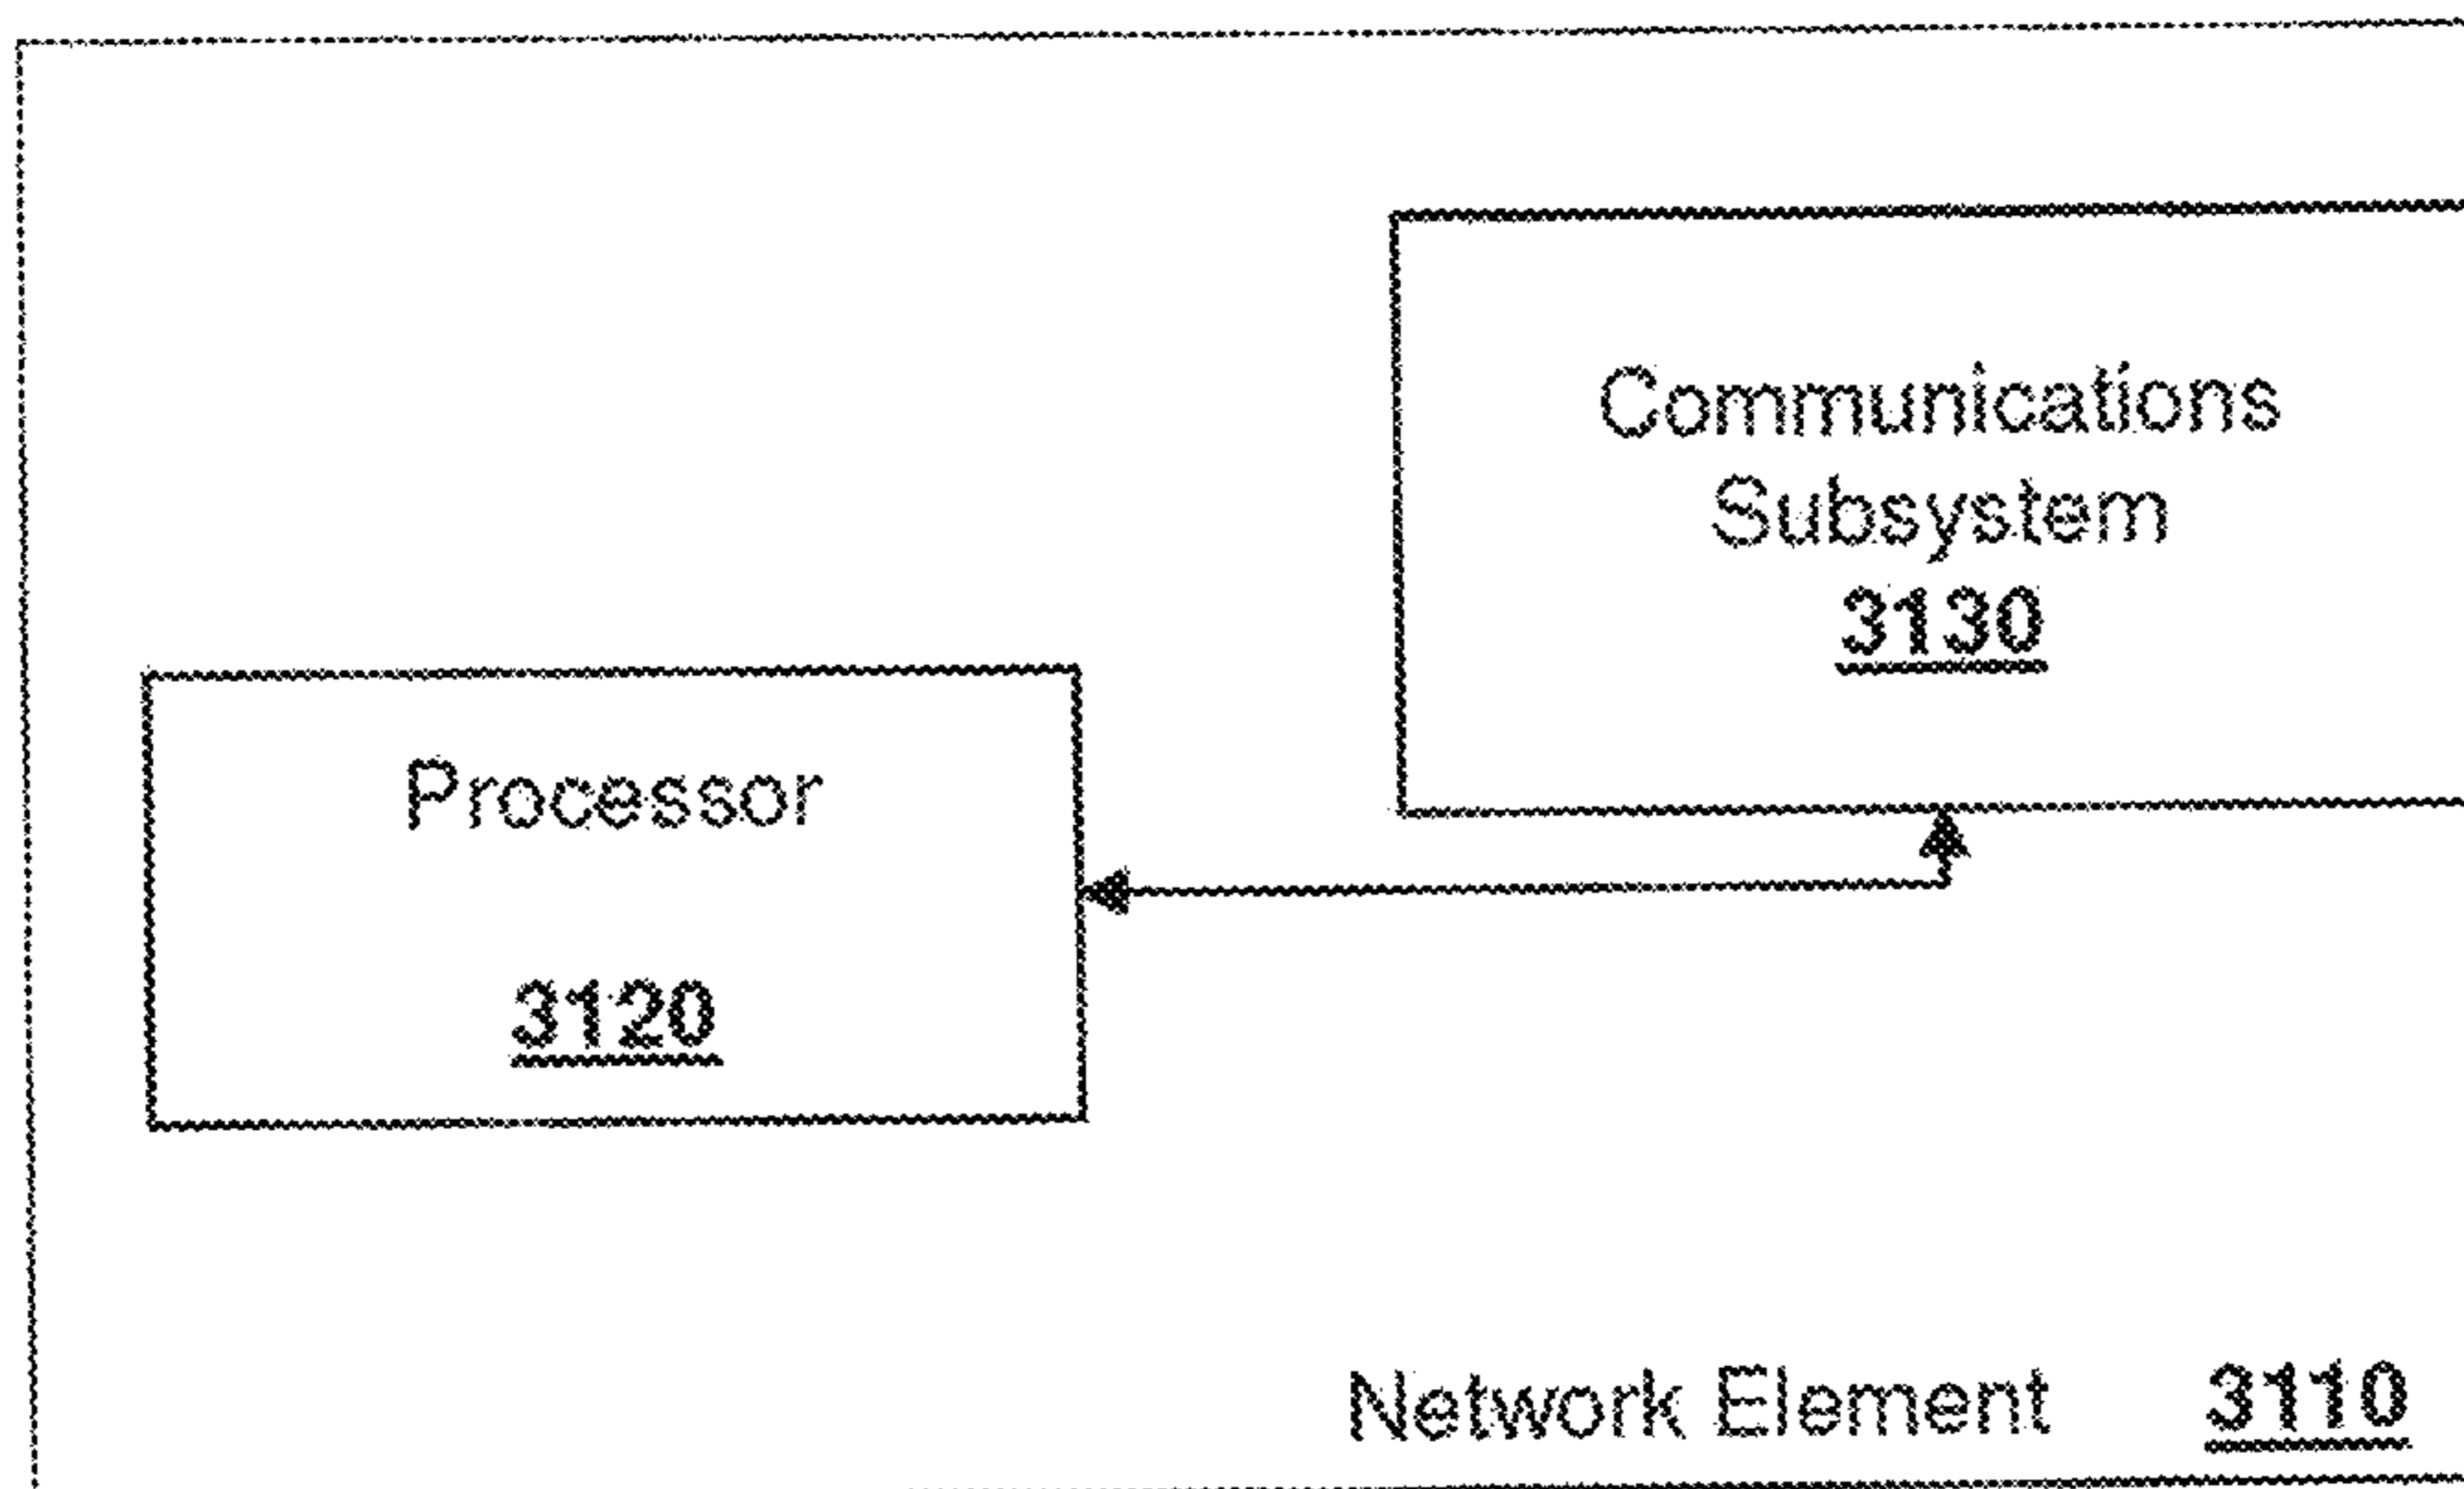 Communications
Subsystem
3130
Processor
3120
Network Element 3110